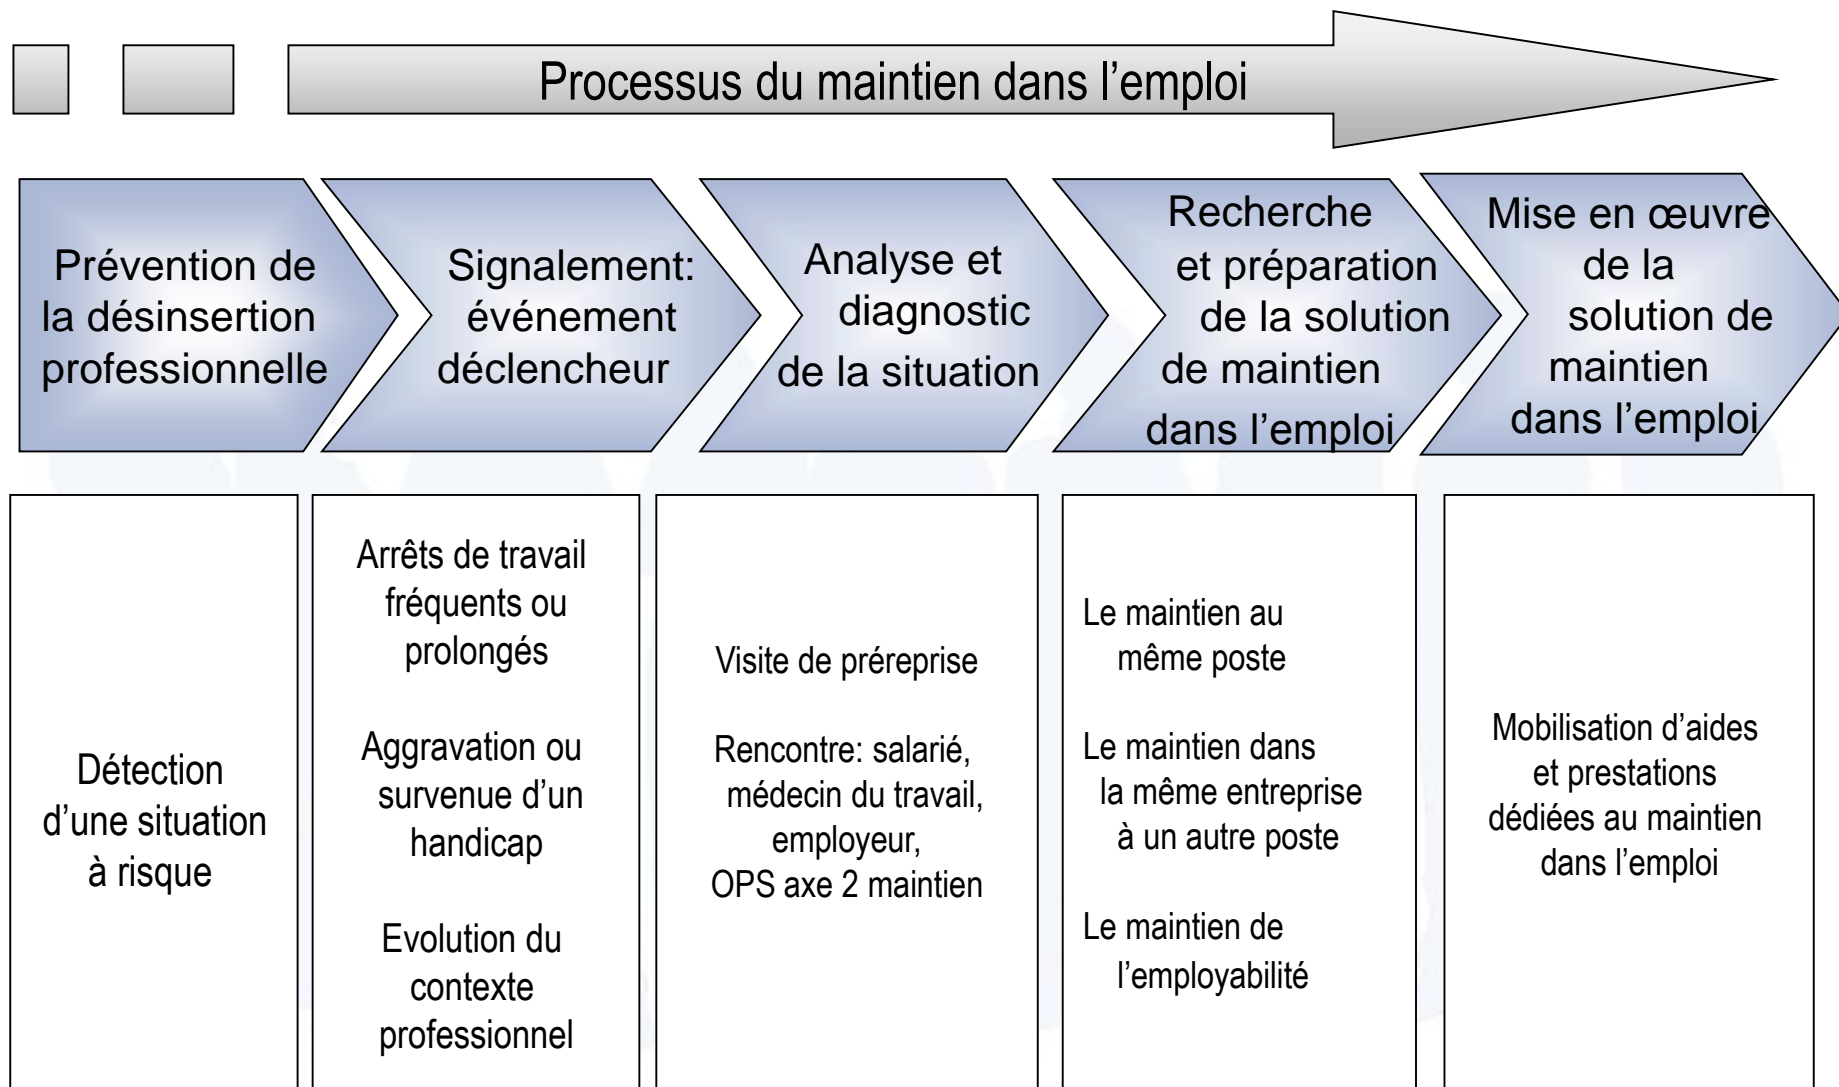 Processus du maintien dans l’emploi
Prévention de
la désinsertion
professionnelle
Signalement:
événement
déclencheur
Analyse et
diagnostic
de la situation
Recherche
et préparation
de la solution
de maintien
dans l’emploi
Mise en œuvre
de la
solution de
maintien
dans l’emploi
Détection
d’une situation
à risque
Arrêts de travail
fréquents ou
prolongés
Aggravation ou
survenue d’un
handicap
Evolution du
contexte
professionnel
Visite de préreprise
Rencontre: salarié,
médecin du travail,
employeur,
OPS axe 2 maintien
Le maintien au
même poste
Le maintien dans
la même entreprise
à un autre poste
Le maintien de
l’employabilité
Mobilisation d’aides
et prestations
dédiées au maintien
dans l’emploi